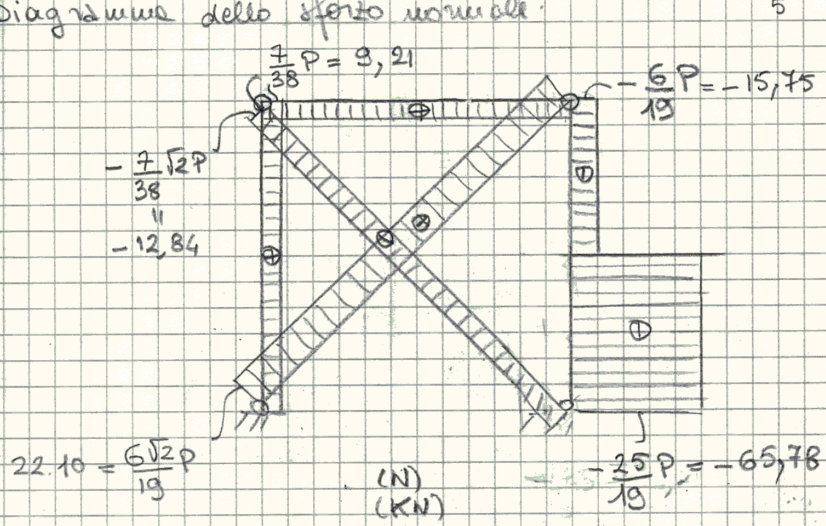 Diagramma dello sforzo normale. 5
7/38 P = 9,21
- 6/19 P = -15,75
- 7/38 √2 P
=
-12,84
22.10 = 6√2/19 P
(N)
(KN)
- 25/19 P = -65,78